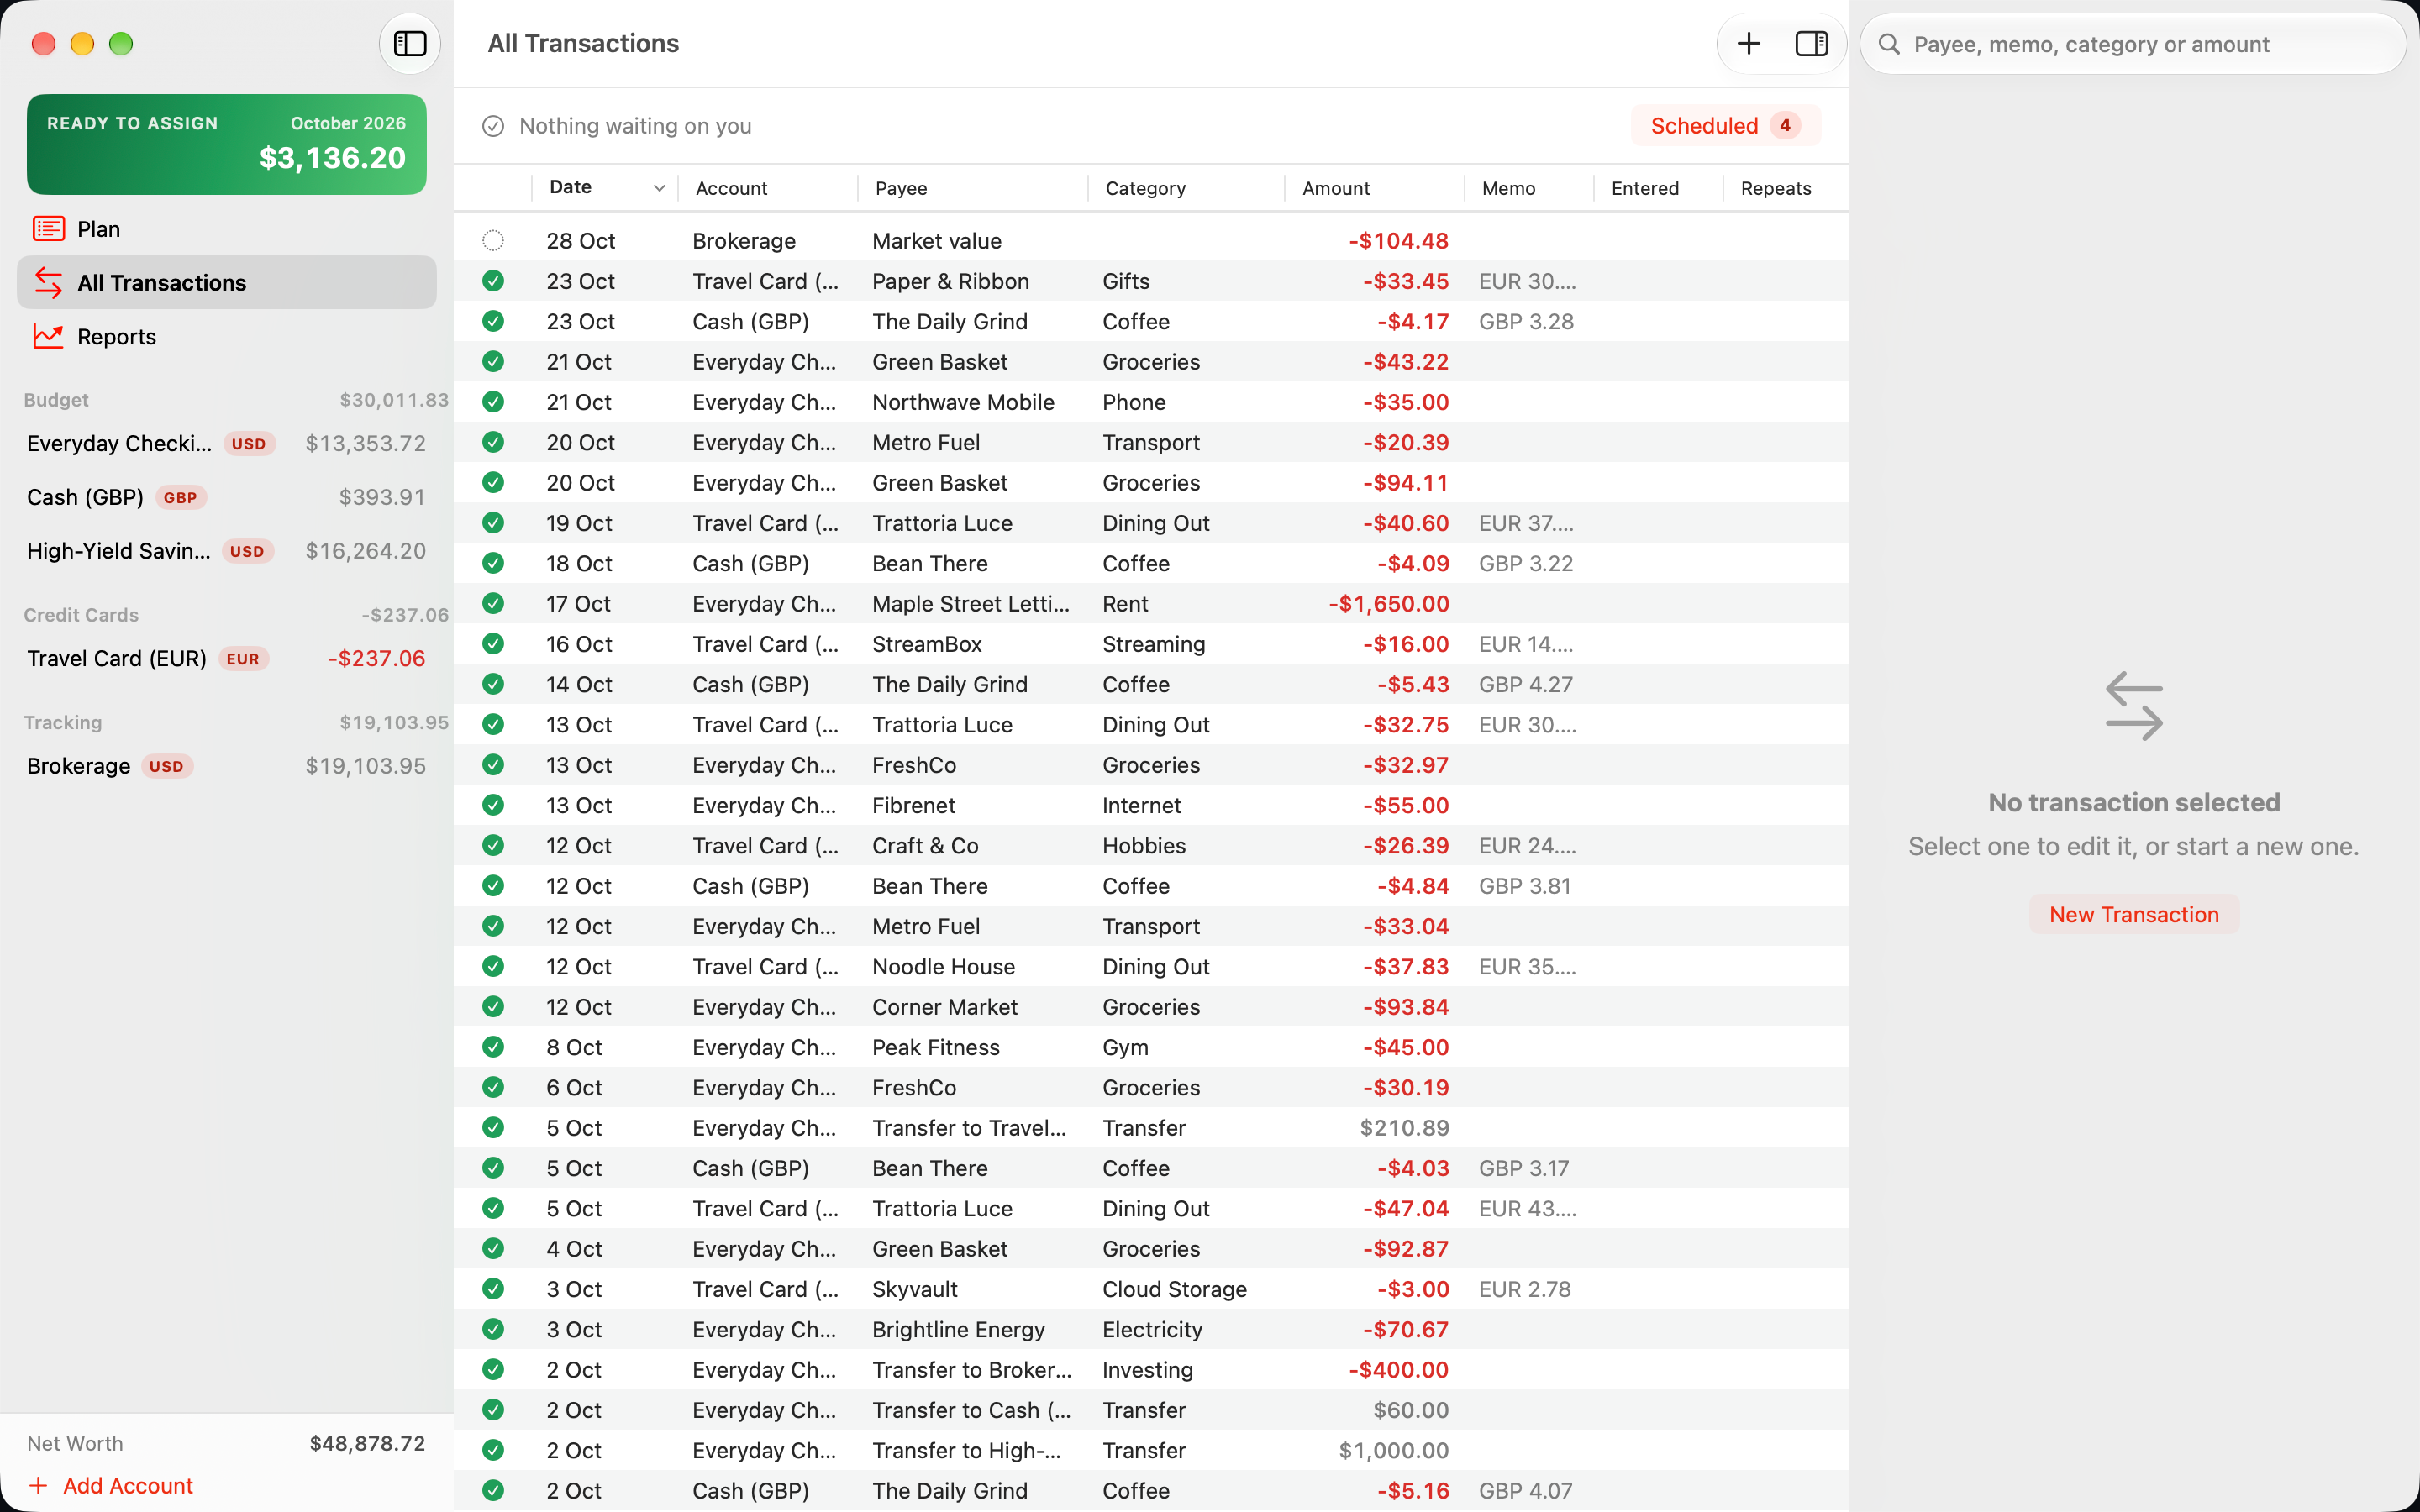 READY TO ASSIGN October 2026
$3,136.20
Plan
All Transactions
Reports
Budget $30,011.83
Everyday Checki... USD $13,353.72
Cash (GBP) GBP $393.91
High-Yield Savin... USD $16,264.20
Credit Cards -$237.06
Travel Card (EUR) EUR -$237.06
Tracking $19,103.95
Brokerage USD $19,103.95
Net Worth $48,878.72
+ Add Account
All Transactions
Nothing waiting on you Scheduled 4
Date Account Payee Category Amount Memo Entered Repeats
28 Oct Brokerage Market value -$104.48
23 Oct Travel Card (... Paper & Ribbon Gifts -$33.45 EUR 30....
23 Oct Cash (GBP) The Daily Grind Coffee -$4.17 GBP 3.28
21 Oct Everyday Ch... Green Basket Groceries -$43.22
21 Oct Everyday Ch... Northwave Mobile Phone -$35.00
20 Oct Everyday Ch... Metro Fuel Transport -$20.39
20 Oct Everyday Ch... Green Basket Groceries -$94.11
19 Oct Travel Card (... Trattoria Luce Dining Out -$40.60 EUR 37....
18 Oct Cash (GBP) Bean There Coffee -$4.09 GBP 3.22
17 Oct Everyday Ch... Maple Street Letti... Rent -$1,650.00
16 Oct Travel Card (... StreamBox Streaming -$16.00 EUR 14....
14 Oct Cash (GBP) The Daily Grind Coffee -$5.43 GBP 4.27
13 Oct Travel Card (... Trattoria Luce Dining Out -$32.75 EUR 30....
13 Oct Everyday Ch... FreshCo Groceries -$32.97
13 Oct Everyday Ch... Fibrenet Internet -$55.00
12 Oct Travel Card (... Craft & Co Hobbies -$26.39 EUR 24....
12 Oct Cash (GBP) Bean There Coffee -$4.84 GBP 3.81
12 Oct Everyday Ch... Metro Fuel Transport -$33.04
12 Oct Travel Card (... Noodle House Dining Out -$37.83 EUR 35....
12 Oct Everyday Ch... Corner Market Groceries -$93.84
8 Oct Everyday Ch... Peak Fitness Gym -$45.00
6 Oct Everyday Ch... FreshCo Groceries -$30.19
5 Oct Everyday Ch... Transfer to Travel... Transfer $210.89
5 Oct Cash (GBP) Bean There Coffee -$4.03 GBP 3.17
5 Oct Travel Card (... Trattoria Luce Dining Out -$47.04 EUR 43....
4 Oct Everyday Ch... Green Basket Groceries -$92.87
3 Oct Travel Card (... Skyvault Cloud Storage -$3.00 EUR 2.78
3 Oct Everyday Ch... Brightline Energy Electricity -$70.67
2 Oct Everyday Ch... Transfer to Broker... Investing -$400.00
2 Oct Everyday Ch... Transfer to Cash (... Transfer $60.00
2 Oct Everyday Ch... Transfer to High-... Transfer $1,000.00
2 Oct Cash (GBP) The Daily Grind Coffee -$5.16 GBP 4.07
Payee, memo, category or amount
No transaction selected
Select one to edit it, or start a new one.
New Transaction